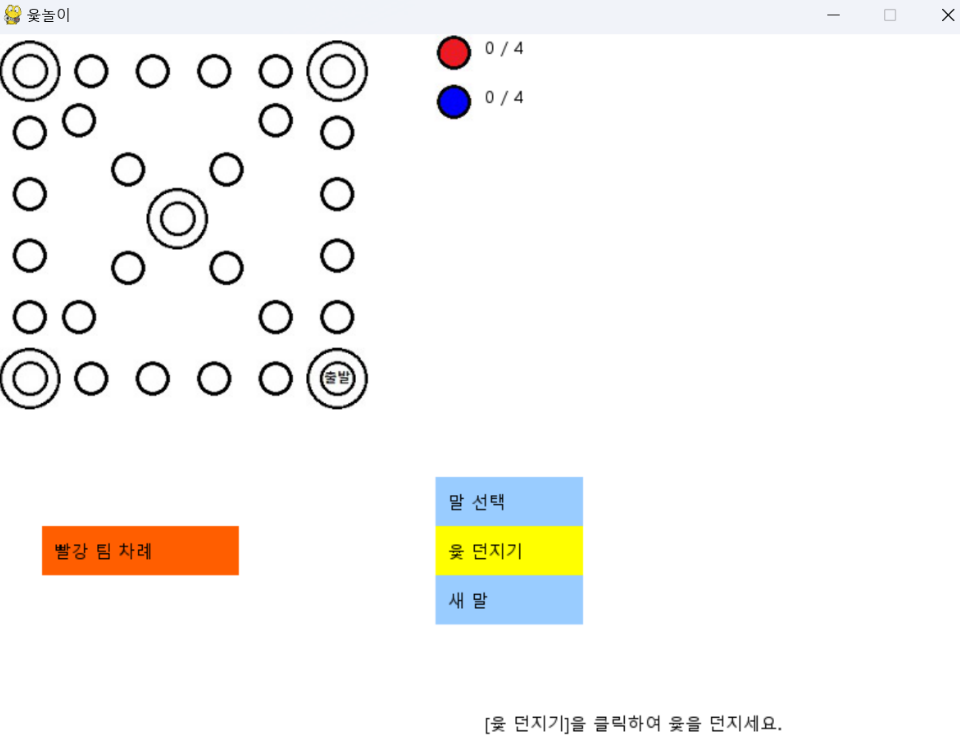 윷놀이
0 / 4
0 / 4
출발
말 선택
빨강 팀 차례
윷 던지기
새 말
[윷 던지기]을 클릭하여 윷을 던지세요.